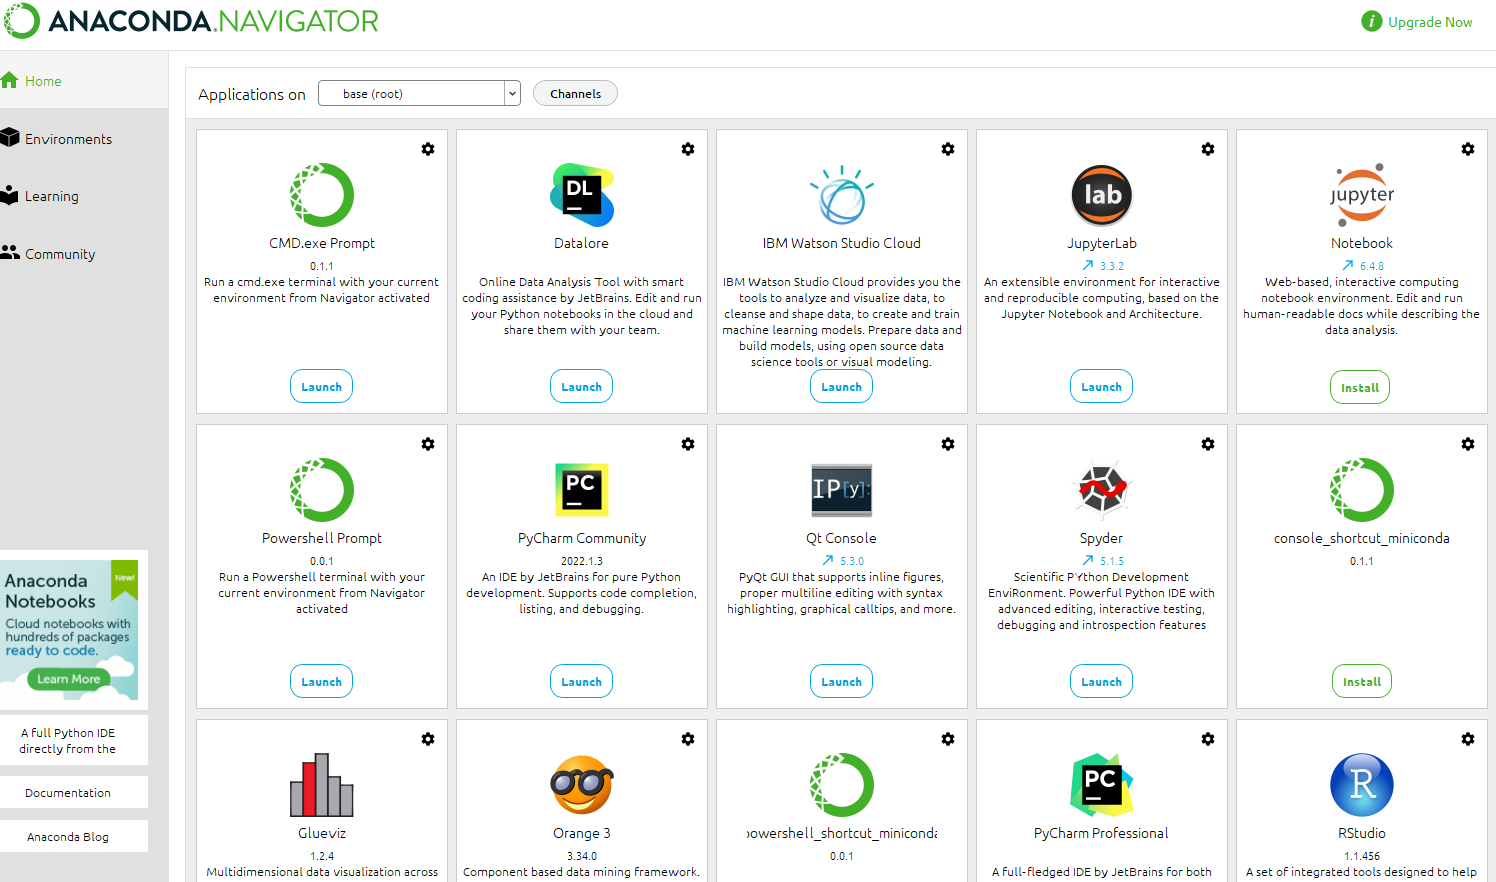 ANACONDA.NAVIGATOR
Upgrade Now
Home
Environments
Learning
Community
Applications on
base (root)
Channels
CMD.exe Prompt
0.1.1
Run a cmd.exe terminal with your current
environment from Navigator activated
Launch
DL
Datalore
Online Data Analysis Tool with smart
coding assistance by JetBrains. Edit and run
your Python notebooks in the cloud and
share them with your team.
Launch
IBM Watson Studio Cloud
IBM Watson Studio Cloud provides you the
tools to analyze and visualize data, to
cleanse and shape data, to create and train
machine learning models. Prepare data and
build models, using open source data
science tools or visual modeling.
Launch
lab
JupyterLab
3.3.2
An extensible environment for interactive
and reproducible computing, based on the
Jupyter Notebook and Architecture.
Launch
jupyter
Notebook
6.4.8
Web-based, interactive computing
notebook environment. Edit and run
human-readable docs while describing the
data analysis.
Install
Powershell Prompt
0.0.1
Run a Powershell terminal with your
current environment from Navigator
activated
Launch
PC
PyCharm Community
2022.1.3
An IDE by JetBrains for pure Python
development. Supports code completion,
listing, and debugging.
Launch
IP[y]:
Qt Console
5.3.0
PyQt GUI that supports inline figures,
proper multiline editing with syntax
highlighting, graphical calltips, and more.
Launch
Spyder
5.1.5
Scientific PYthon Development
EnviRonment. Powerful Python IDE with
advanced editing, interactive testing,
debugging and introspection features
Launch
console_shortcut_miniconda
0.1.1
Install
Glueviz
1.2.4
Multidimensional data visualization across
Orange 3
3.34.0
Component based data mining framework.
powershell_shortcut_miniconda
0.0.1
PC
PyCharm Professional
A full-fledged IDE by JetBrains for both
R
RStudio
1.1.456
A set of integrated tools designed to help
Anaconda
Notebooks
New!
Cloud notebooks with
hundreds of packages
ready to code.
Learn More
A full Python IDE
directly from the
Documentation
Anaconda Blog